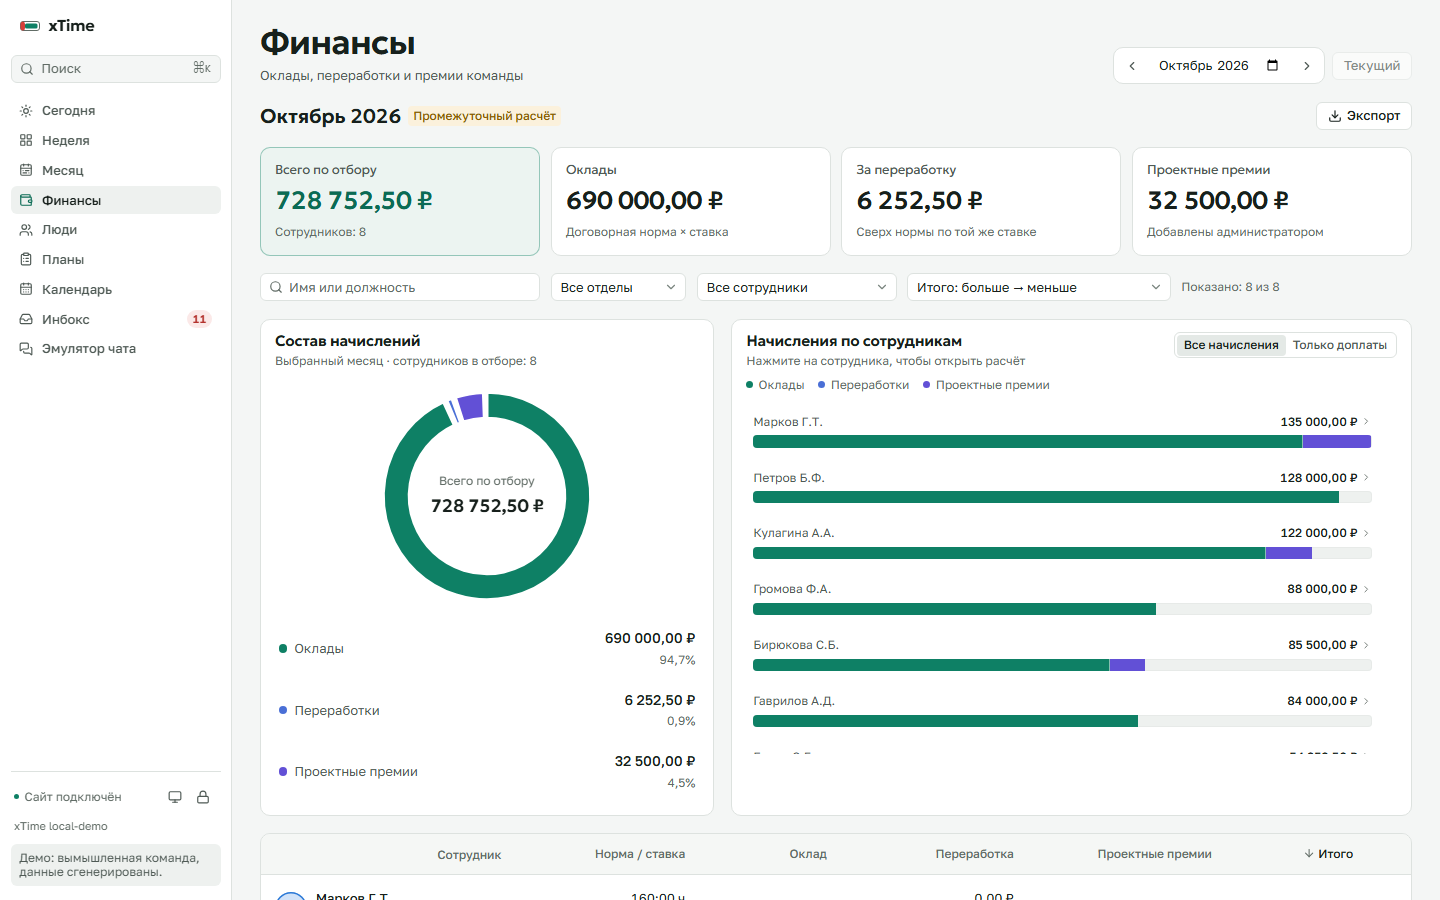 xTime
Поиск
⌘K
Сегодня
Неделя
Месяц
Финансы
Люди
Планы
Календарь
Инбокс 11
Эмулятор чата
Сайт подключён
xTime local-demo
Демо: вымышленная команда,
данные сгенерированы.
Финансы
Оклады, переработки и премии команды
Октябрь 2026
Текущий
Октябрь 2026 Промежуточный расчёт
Экспорт
Всего по отбору
728 752,50 ₽
Сотрудников: 8
Оклады
690 000,00 ₽
Договорная норма × ставка
За переработку
6 252,50 ₽
Сверх нормы по той же ставке
Проектные премии
32 500,00 ₽
Добавлены администратором
Имя или должность
Все отделы
Все сотрудники
Итого: больше → меньше
Показано: 8 из 8
Состав начислений
Выбранный месяц · сотрудников в отборе: 8
Всего по отбору
728 752,50 ₽
Оклады
690 000,00 ₽
94,7%
Переработки
6 252,50 ₽
0,9%
Проектные премии
32 500,00 ₽
4,5%
Начисления по сотрудникам
Нажмите на сотрудника, чтобы открыть расчёт
Все начисления Только доплаты
Оклады Переработки Проектные премии
Марков Г.Т. 135 000,00 ₽
Петров Б.Ф. 128 000,00 ₽
Кулагина А.А. 122 000,00 ₽
Громова Ф.А. 88 000,00 ₽
Бирюкова С.Б. 85 500,00 ₽
Гаврилов А.Д. 84 000,00 ₽
Сотрудник Норма / ставка Оклад Переработка Проектные премии ↓ Итого
Марков Г.Т. 160:00 ч 0,00 ₽